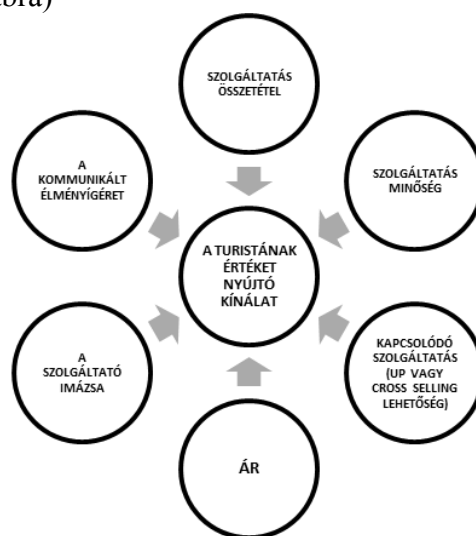 ábra)
SZOLGÁLTATÁS
ÖSSZETÉTEL
A
KOMMUNIKÁLT
ÉLMÉNYÍGÉRET
SZOLGÁLTATÁS
MINŐSÉG
A TURISTÁNAK
ÉRTÉKET
NYÚJTÓ
KÍNÁLAT
A
SZOLGÁLTATÓ
IMÁZSA
KAPCSOLÓDÓ
SZOLGÁLTATÁS
(UP VAGY
CROSS SELLING
LEHETŐSÉG)
ÁR